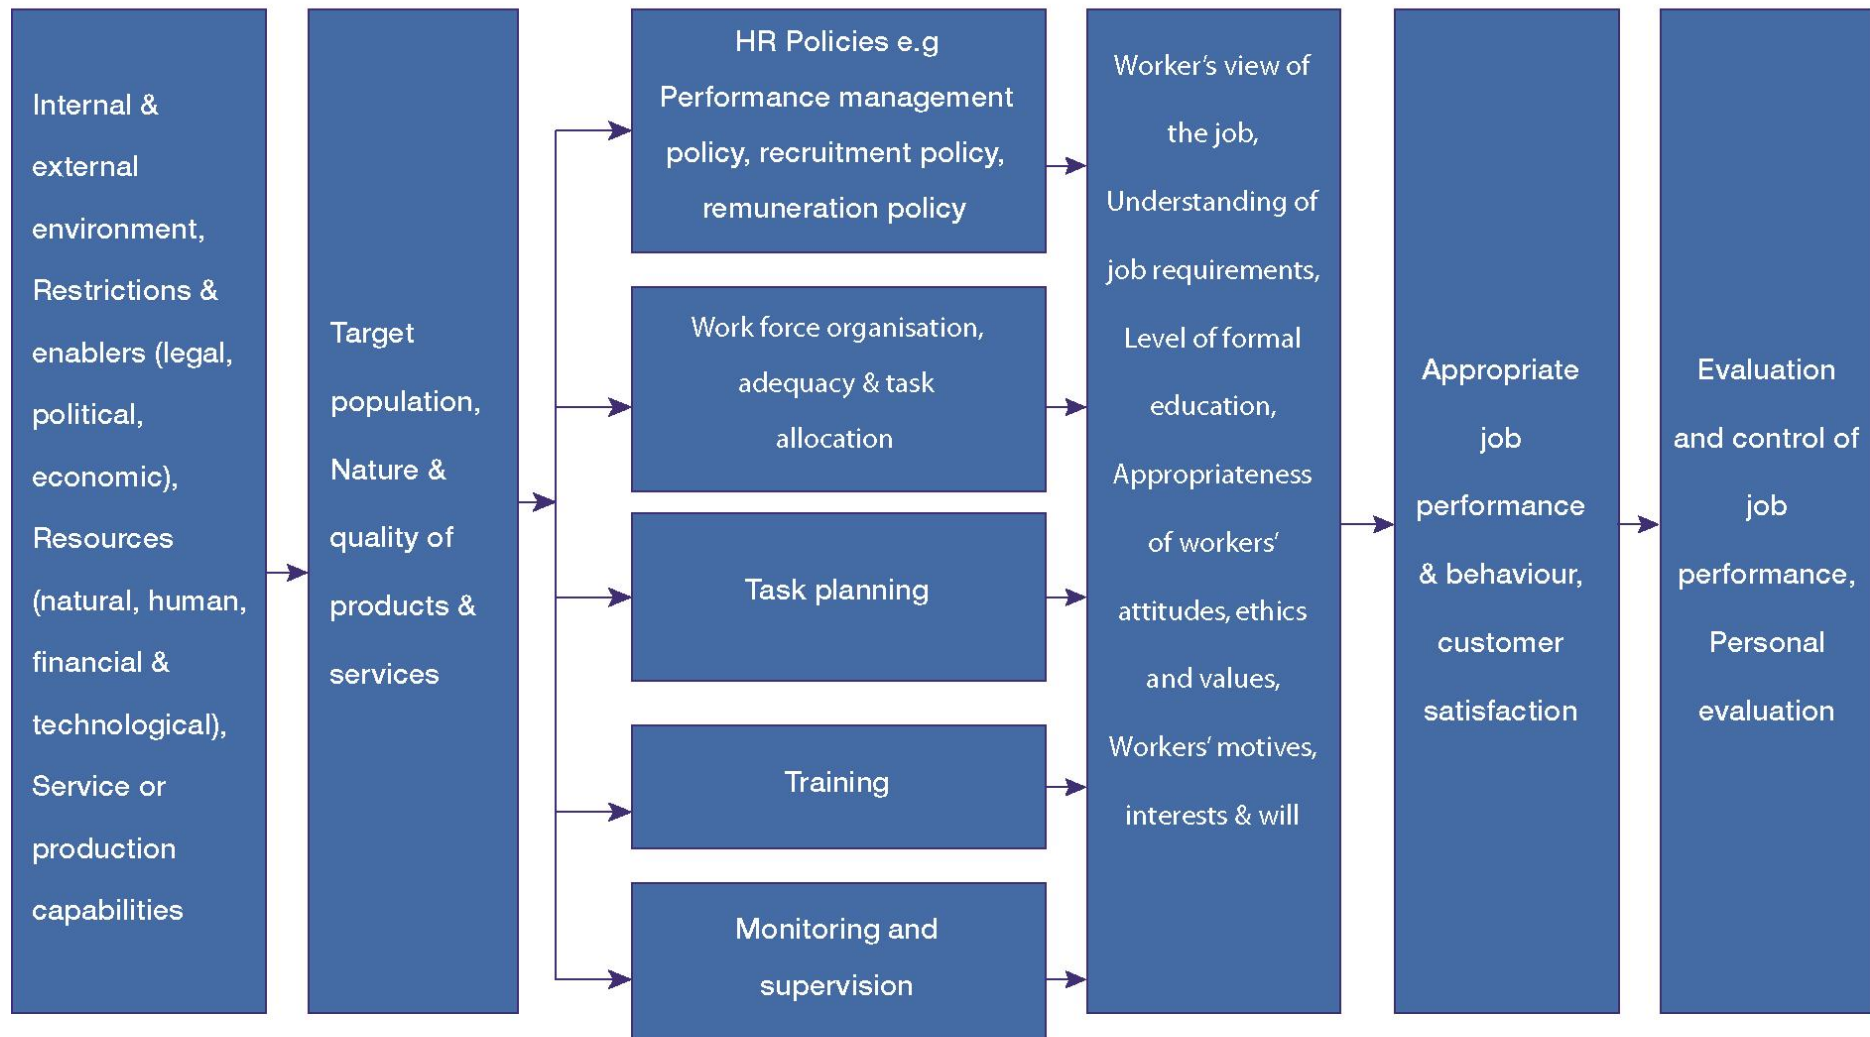 Internal &
external
environment,
Restrictions &
enablers (legal,
political,
economic),
Resources
(natural, human,
financial &
technological),
Service or
production
capabilities
Target
population,
Nature &
quality of
products &
services
HR Policies e.g
Performance management
policy, recruitment policy,
remuneration policy
Work force organisation,
adequacy & task
allocation
Task planning
Training
Monitoring and
supervision
Worker’s view of
the job,
Understanding of
job requirements,
Level of formal
education,
Appropriateness
of workers’
attitudes, ethics
and values,
Workers’ motives,
interests & will
Appropriate
job
performance
& behaviour,
customer
satisfaction
Evaluation
and control of
job
performance,
Personal
evaluation